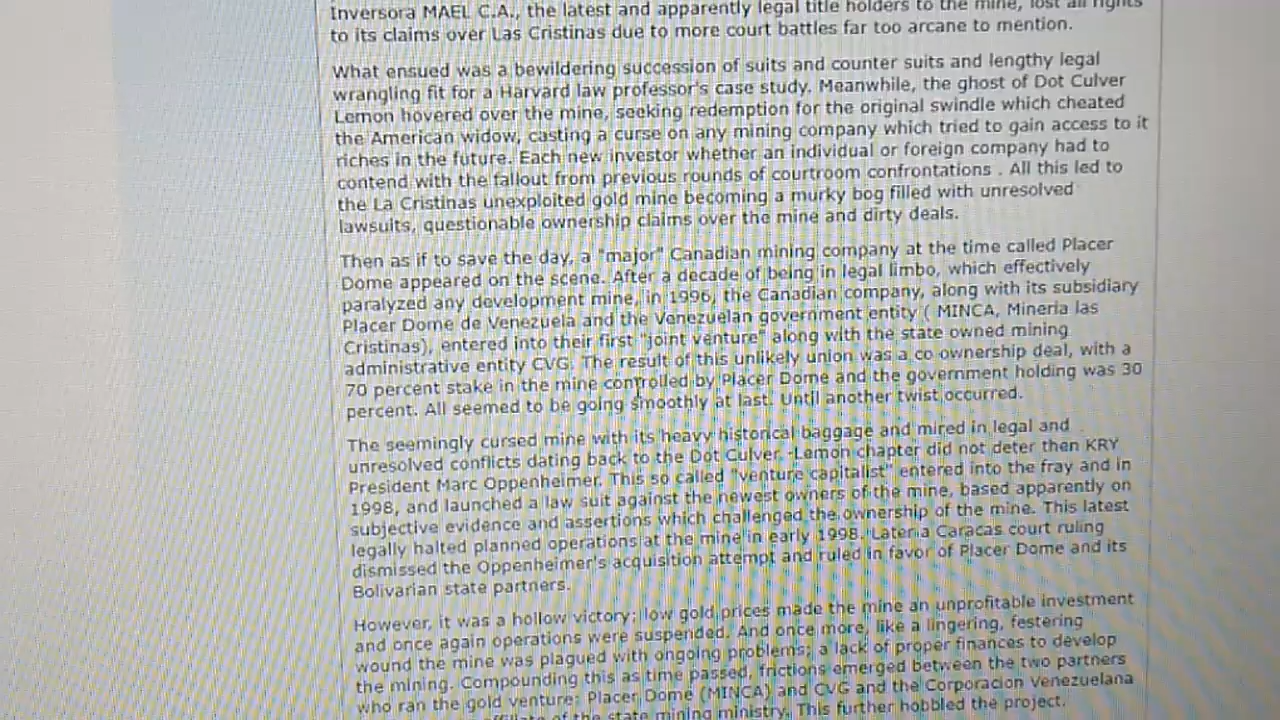 Inversora MAEL C.A., the latest and apparently legal title holders to the mine, lost all rights
to its claims over Las Cristinas due to more court battles far too arcane to mention.
What ensued was a bewildering succession of suits and counter suits and lengthy legal
wrangling fit for a Harvard law professor's case study. Meanwhile, the ghost of Dot Culver
Lemon hovered over the mine, seeking redemption for the original swindle which cheated
the American widow, casting a curse on any mining company which tried to gain access to it
riches in the future. Each new investor whether an individual or foreign company had to
contend with the fallout from previous rounds of courtroom confrontations . All this led to
the La Cristinas unexploited gold mine becoming a murky bog filled with unresolved
lawsuits, questionable ownership claims over the mine and dirty deals.
Then as if to save the day, a "major" Canadian mining company at the time called Placer
Dome appeared on the scene. After a decade of being in legal limbo, which effectively
paralyzed any development mine, in 1996, the Canadian company, along with its subsidiary
Placer Dome de Venezuela and the Venezuelan government entity ( MINCA, Mineria las
Cristinas), entered into their first "joint venture" along with the state owned mining
administrative entity CVG. The result of this unlikely union was a co ownership deal, with a
70 percent stake in the mine controlled by Placer Dome and the government holding was 30
percent. All seemed to be going smoothly at last. Until another twist occurred.
The seemingly cursed mine with its heavy historical baggage and mired in legal and
unresolved conflicts dating back to the Dot Culver -Lemon chapter did not deter then KRY
President Marc Oppenheimer. This so called "venture capitalist" entered into the fray and in
1998, and launched a law suit against the newest owners of the mine, based apparently on
subjective evidence and assertions which challenged the ownership of the mine. This latest
legally halted planned operations at the mine in early 1998. Later a Caracas court ruling
dismissed the Oppenheimer's acquisition attempt and ruled in favor of Placer Dome and its
Bolivarian state partners.
However, it was a hollow victory; low gold prices made the mine an unprofitable investment
and once again operations were suspended. And once more, like a lingering, festering
wound the mine was plagued with ongoing problems; a lack of proper finances to develop
the mining. Compounding this as time passed, frictions emerged between the two partners
who ran the gold venture: Placer Dome (MINCA) and CVG and the Corporacion Venezuelana
of the state mining ministry. This further hobbled the project.